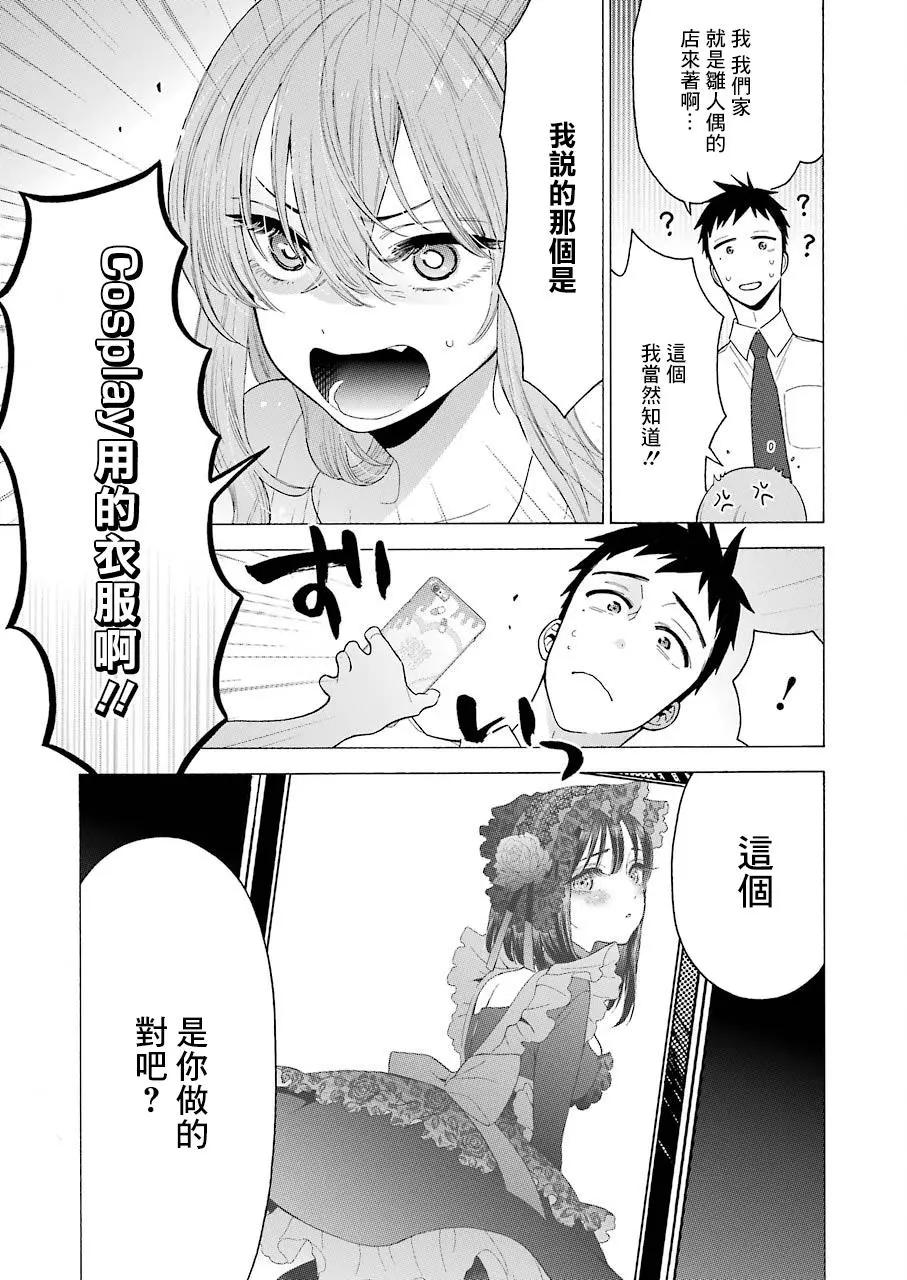 我 我們家
就是雛人偶的
店來著啊…
？
？
？
？
這個
我當然知道!!
我説的那個是
Cosplay用的衣服啊!!
ずいっ
！
這個
是你做的
對吧？